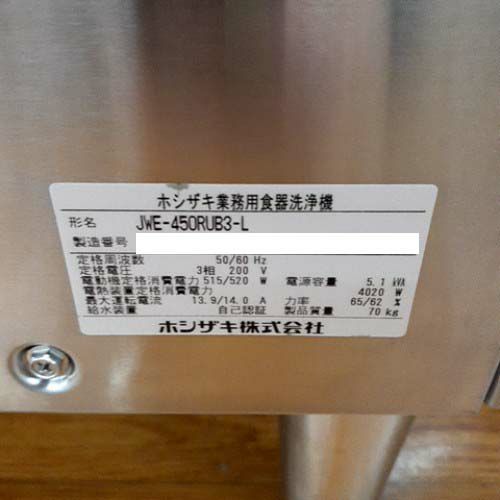 ホシザキ業務用食器洗浄機
形名 JWE-450RUB3-L
製造番号
定格周波数 50/60 Hz
定格電圧 3相 200 V
電動機定格消費電力 515/520 W 電源容量 5.1 kVA
電熱装置定格消費電力 4020 W
最大運転電流 13.9/14.0 A 力率 65/62 %
給水装置 自己認証 製品質量 70 kg
ホシザキ株式会社